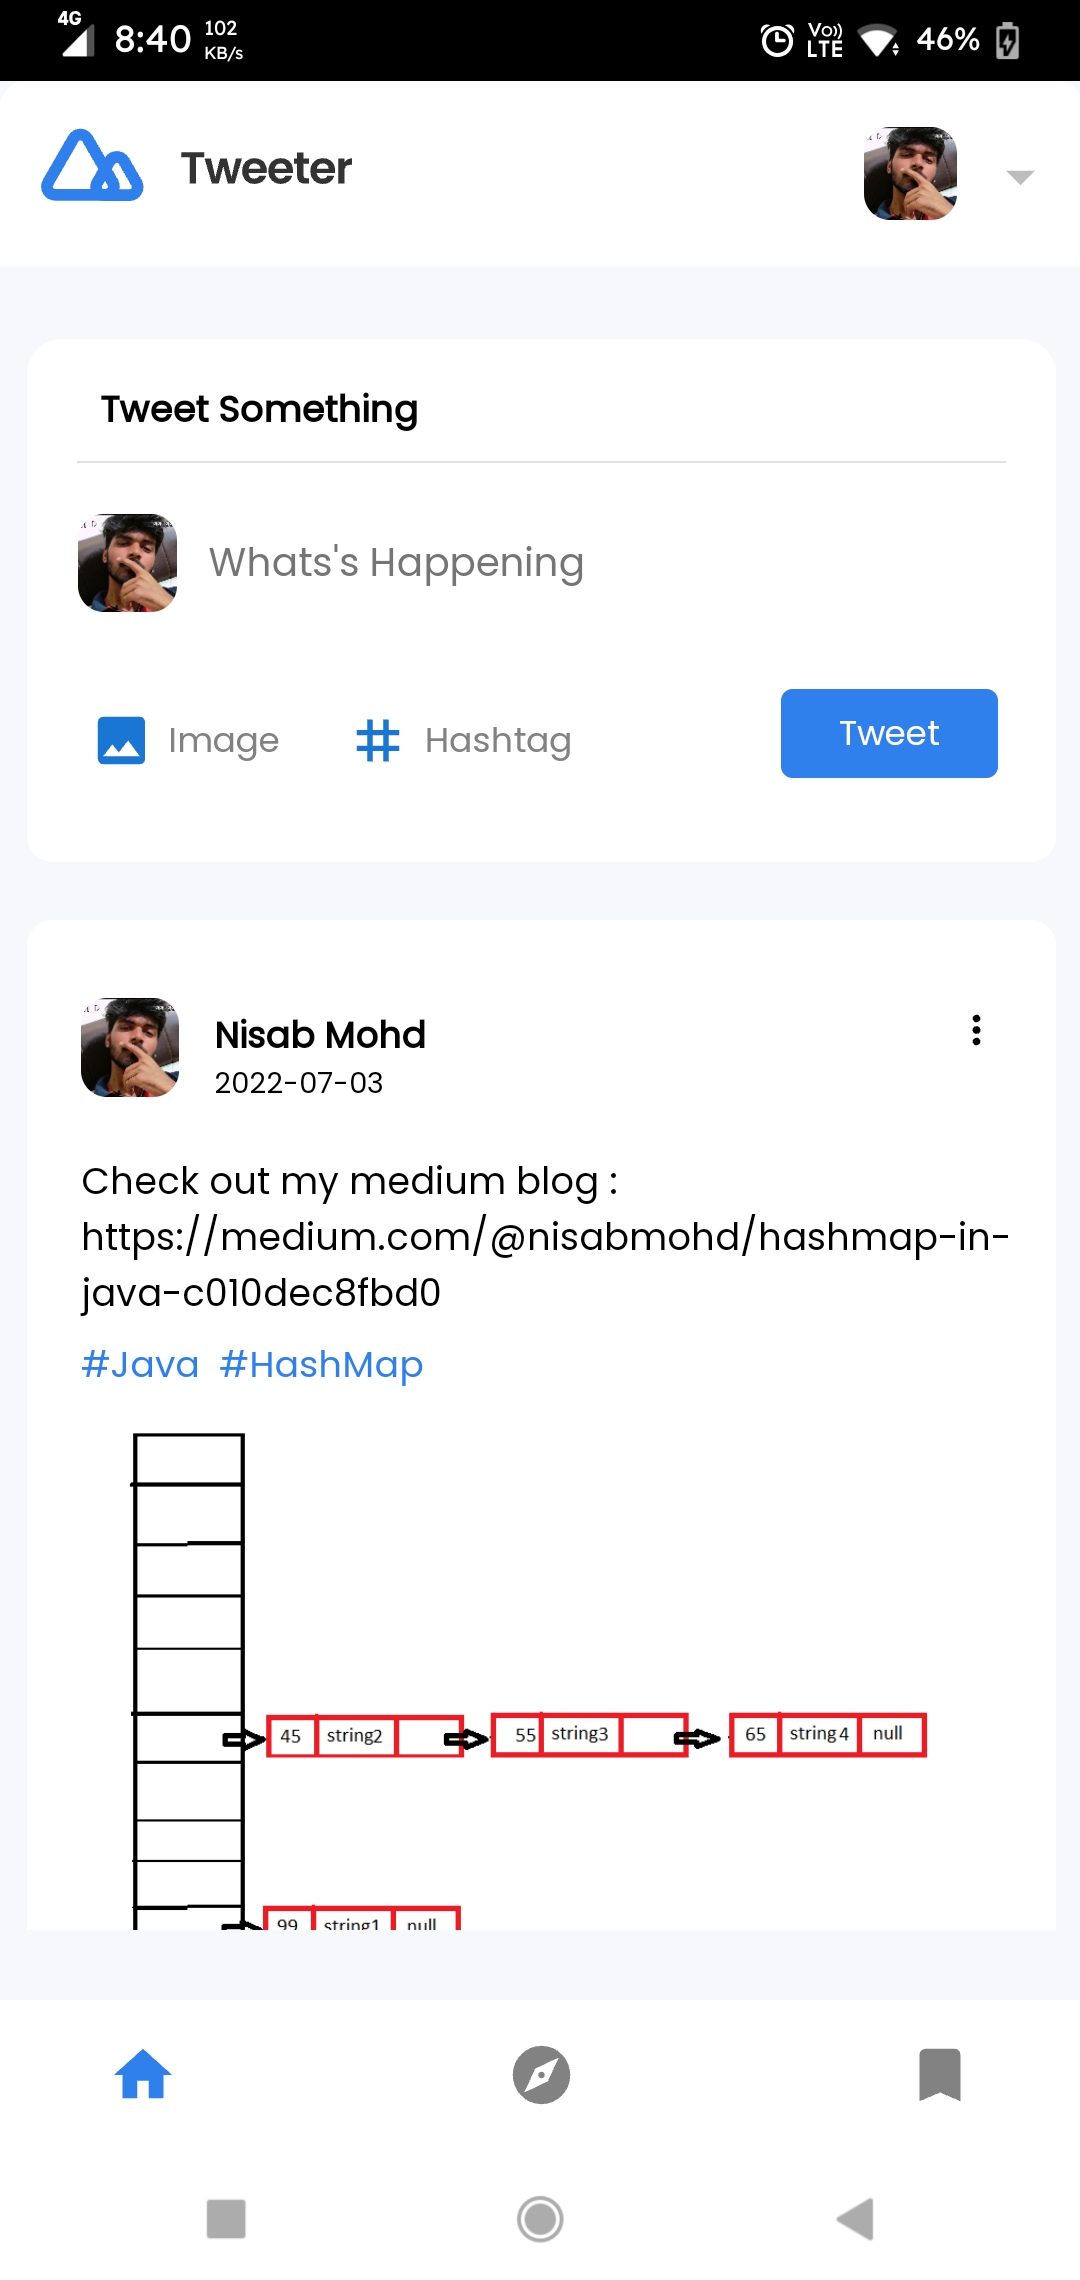 4G
8:40
102
KB/s
Vo))
LTE
46%
Tweeter
Tweet Something
Whats's Happening
Image
Hashtag
Tweet
Nisab Mohd
2022-07-03
Check out my medium blog :
https://medium.com/@nisabmohd/hashmap-in-
java-c010dec8fbd0
#Java #HashMap
45 string2
55 string3
65 string4 null
99 string1 null